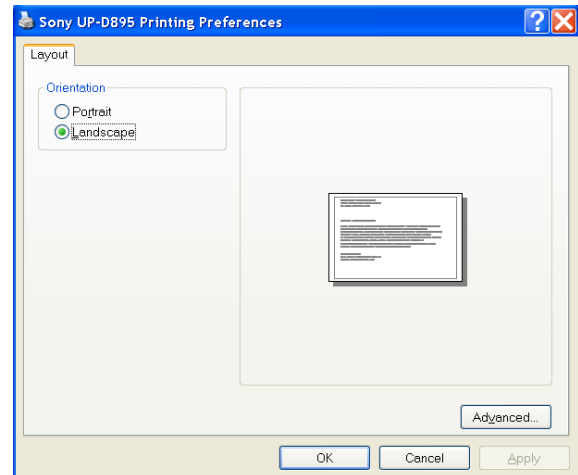 Sony UP-D895 Printing Preferences
Layout
Orientation
Portrait
Landscape
Advanced...
OK Cancel Apply